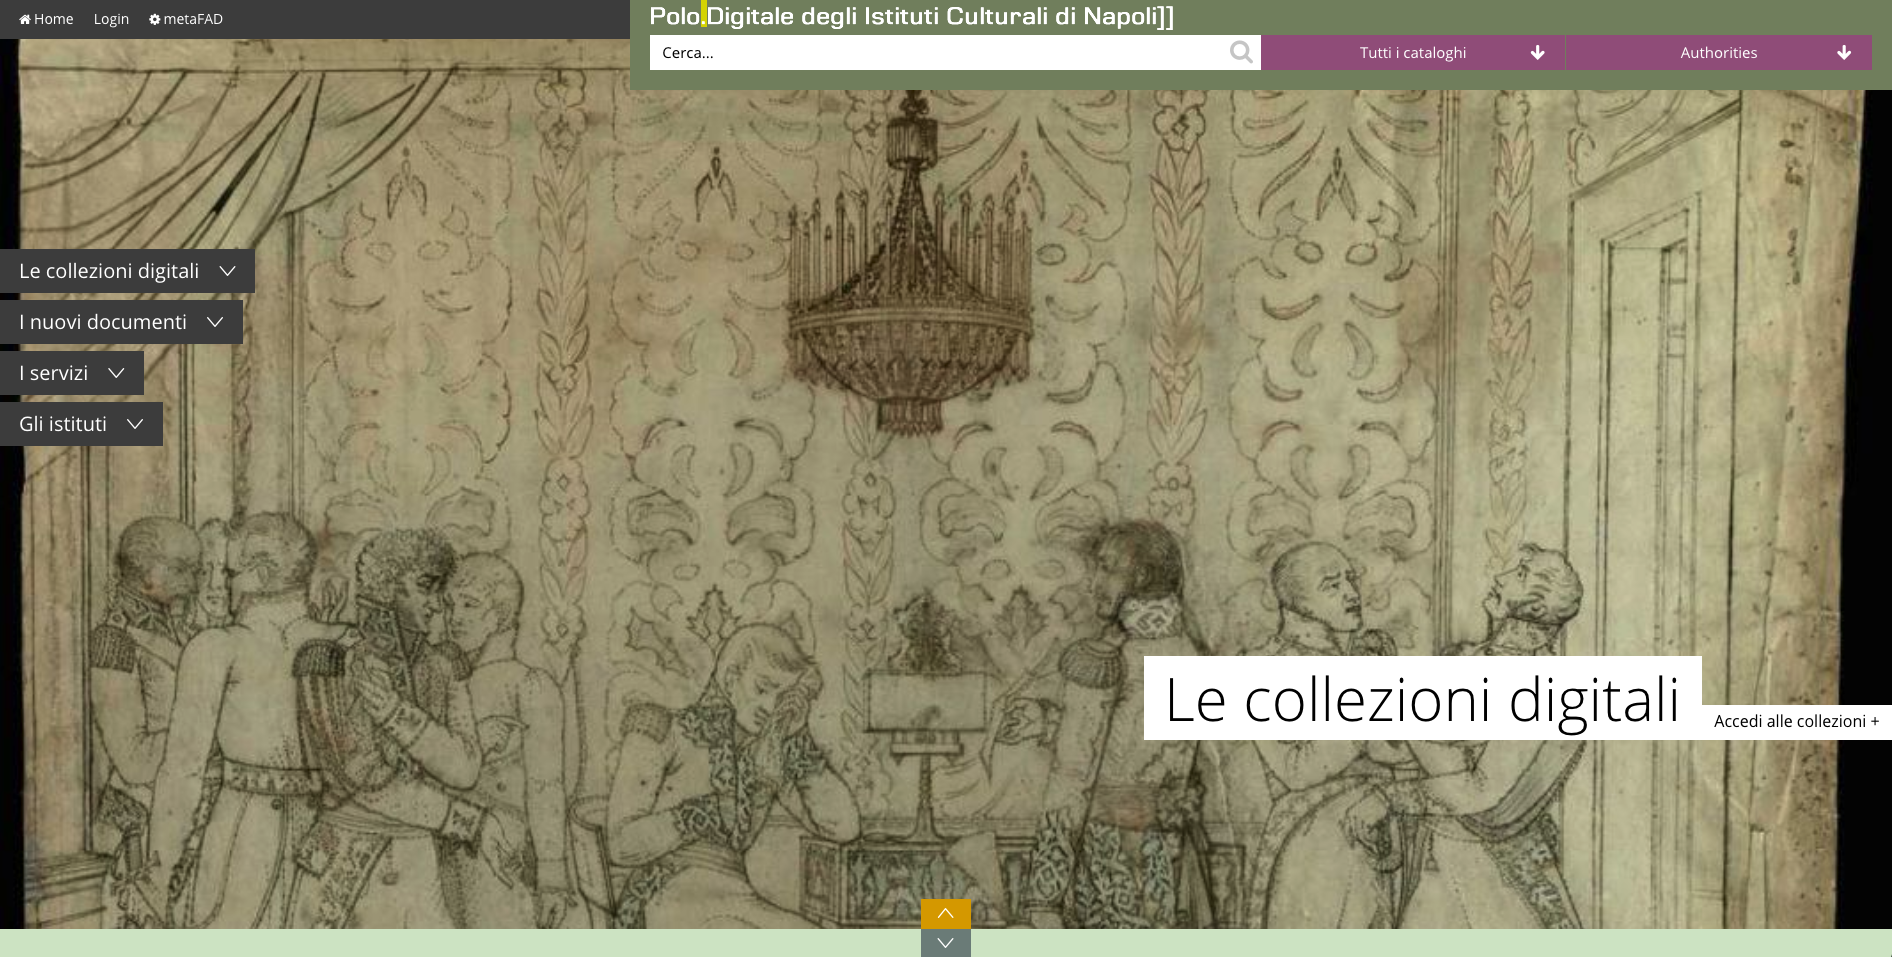 Home Login metaFAD
Polo.Digitale degli Istituti Culturali di Napoli]]
Cerca... Tutti i cataloghi Authorities
Le collezioni digitali
I nuovi documenti
I servizi
Gli istituti
Le collezioni digitali
Accedi alle collezioni +